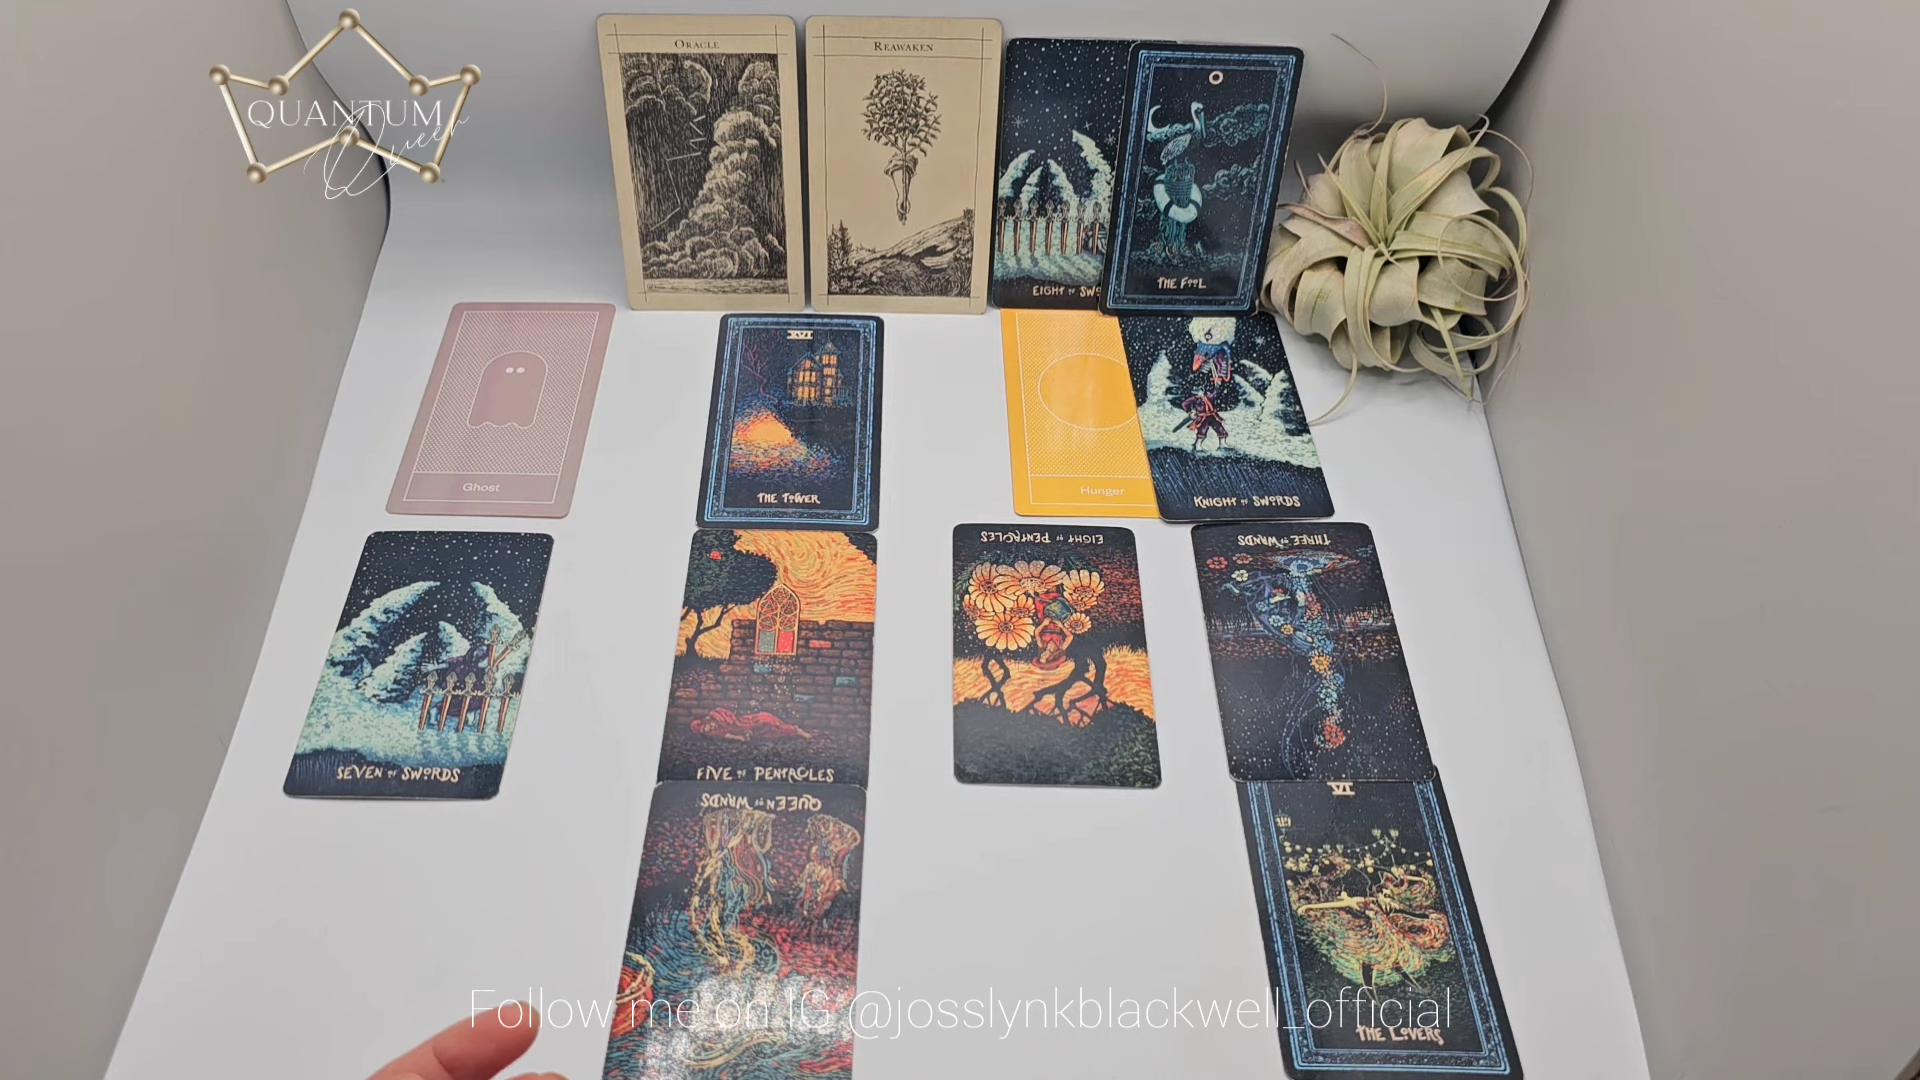 QUANTUM
Queen
ORACLE
REAWAKEN
EIGHT OF SWO
THE FOOL
Ghost
XVI
THE TOWER
Hunger
KNIGHT OF SWORDS
SEVEN OF SWORDS
FIVE OF PENTACLES
EIGHT OF PENTACLES
THREE OF WANDS
QUEEN OF WANDS
VI
THE LOVERS
Follow me on IG @josslynkblackwell_official